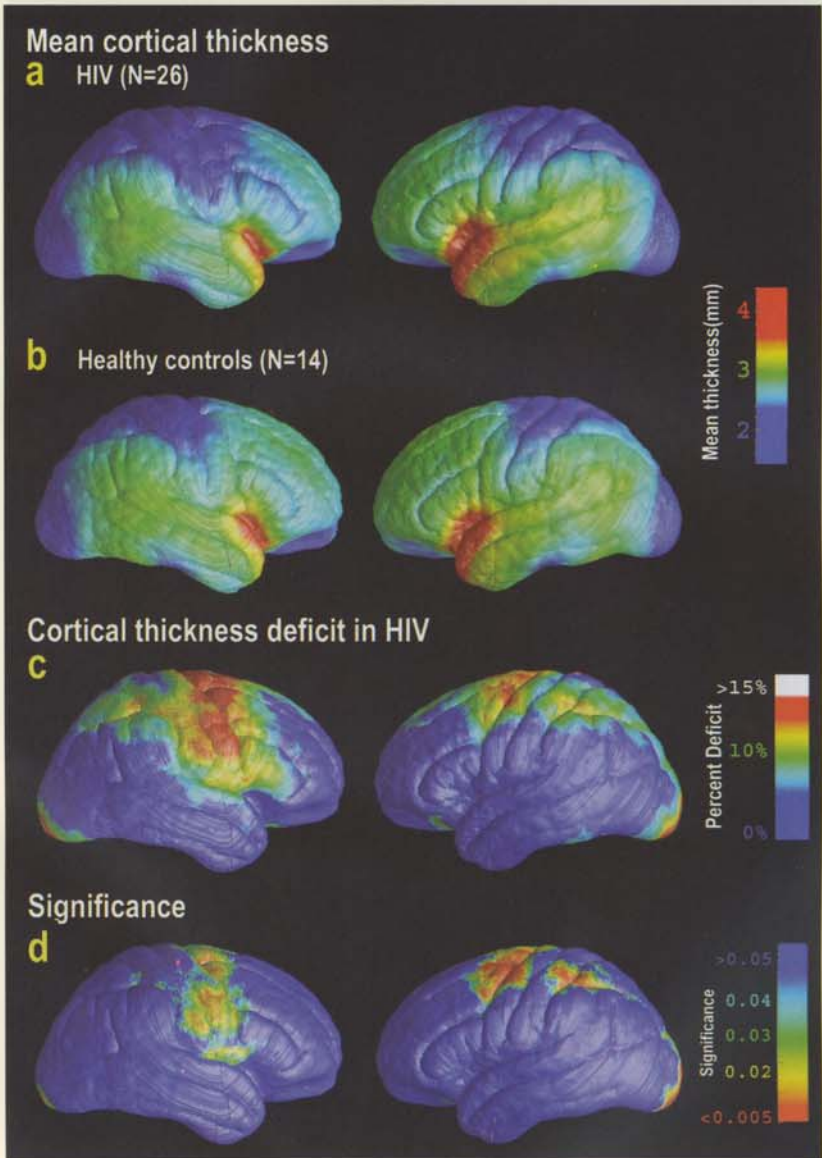 Mean cortical thickness
a HIV (N=26)
b Healthy controls (N=14)
Mean thickness(mm)
4
3
2
Cortical thickness deficit in HIV
c
Percent Deficit
>15%
10%
0%
Significance
d
Significance
>0.05
0.04
0.03
0.02
<0.005